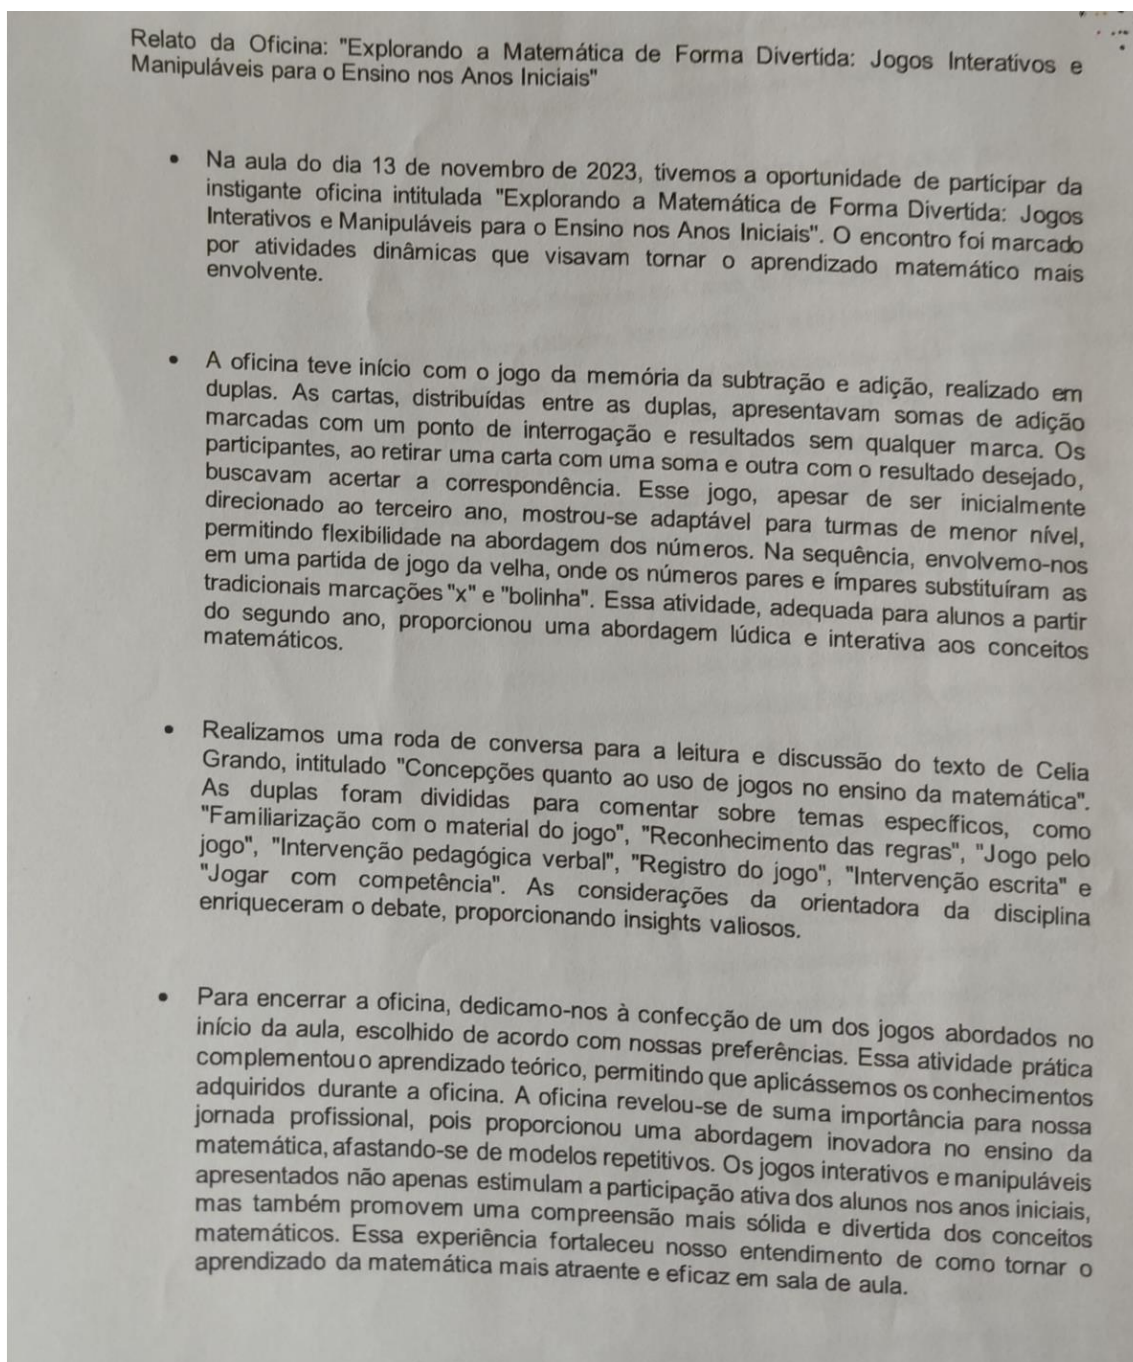 Relato da Oficina: "Explorando a Matemática de Forma Divertida: Jogos Interativos e
Manipuláveis para o Ensino nos Anos Iniciais"
• Na aula do dia 13 de novembro de 2023, tivemos a oportunidade de participar da
instigante oficina intitulada "Explorando a Matemática de Forma Divertida: Jogos
Interativos e Manipuláveis para o Ensino nos Anos Iniciais". O encontro foi marcado
por atividades dinâmicas que visavam tornar o aprendizado matemático mais
envolvente.
• A oficina teve início com o jogo da memória da subtração e adição, realizado em
duplas. As cartas, distribuídas entre as duplas, apresentavam somas de adição
marcadas com um ponto de interrogação e resultados sem qualquer marca. Os
participantes, ao retirar uma carta com uma soma e outra com o resultado desejado,
buscavam acertar a correspondência. Esse jogo, apesar de ser inicialmente
direcionado ao terceiro ano, mostrou-se adaptável para turmas de menor nível,
permitindo flexibilidade na abordagem dos números. Na sequência, envolvemo-nos
em uma partida de jogo da velha, onde os números pares e ímpares substituíram as
tradicionais marcações "x" e "bolinha". Essa atividade, adequada para alunos a partir
do segundo ano, proporcionou uma abordagem lúdica e interativa aos conceitos
matemáticos.
• Realizamos uma roda de conversa para a leitura e discussão do texto de Celia
Grando, intitulado "Concepções quanto ao uso de jogos no ensino da matemática".
As duplas foram divididas para comentar sobre temas específicos, como
"Familiarização com o material do jogo", "Reconhecimento das regras", "Jogo pelo
jogo", "Intervenção pedagógica verbal", "Registro do jogo", "Intervenção escrita" e
"Jogar com competência". As considerações da orientadora da disciplina
enriqueceram o debate, proporcionando insights valiosos.
• Para encerrar a oficina, dedicamo-nos à confecção de um dos jogos abordados no
início da aula, escolhido de acordo com nossas preferências. Essa atividade prática
complementou o aprendizado teórico, permitindo que aplicássemos os conhecimentos
adquiridos durante a oficina. A oficina revelou-se de suma importância para nossa
jornada profissional, pois proporcionou uma abordagem inovadora no ensino da
matemática, afastando-se de modelos repetitivos. Os jogos interativos e manipuláveis
apresentados não apenas estimulam a participação ativa dos alunos nos anos iniciais,
mas também promovem uma compreensão mais sólida e divertida dos conceitos
matemáticos. Essa experiência fortaleceu nosso entendimento de como tornar o
aprendizado da matemática mais atraente e eficaz em sala de aula.